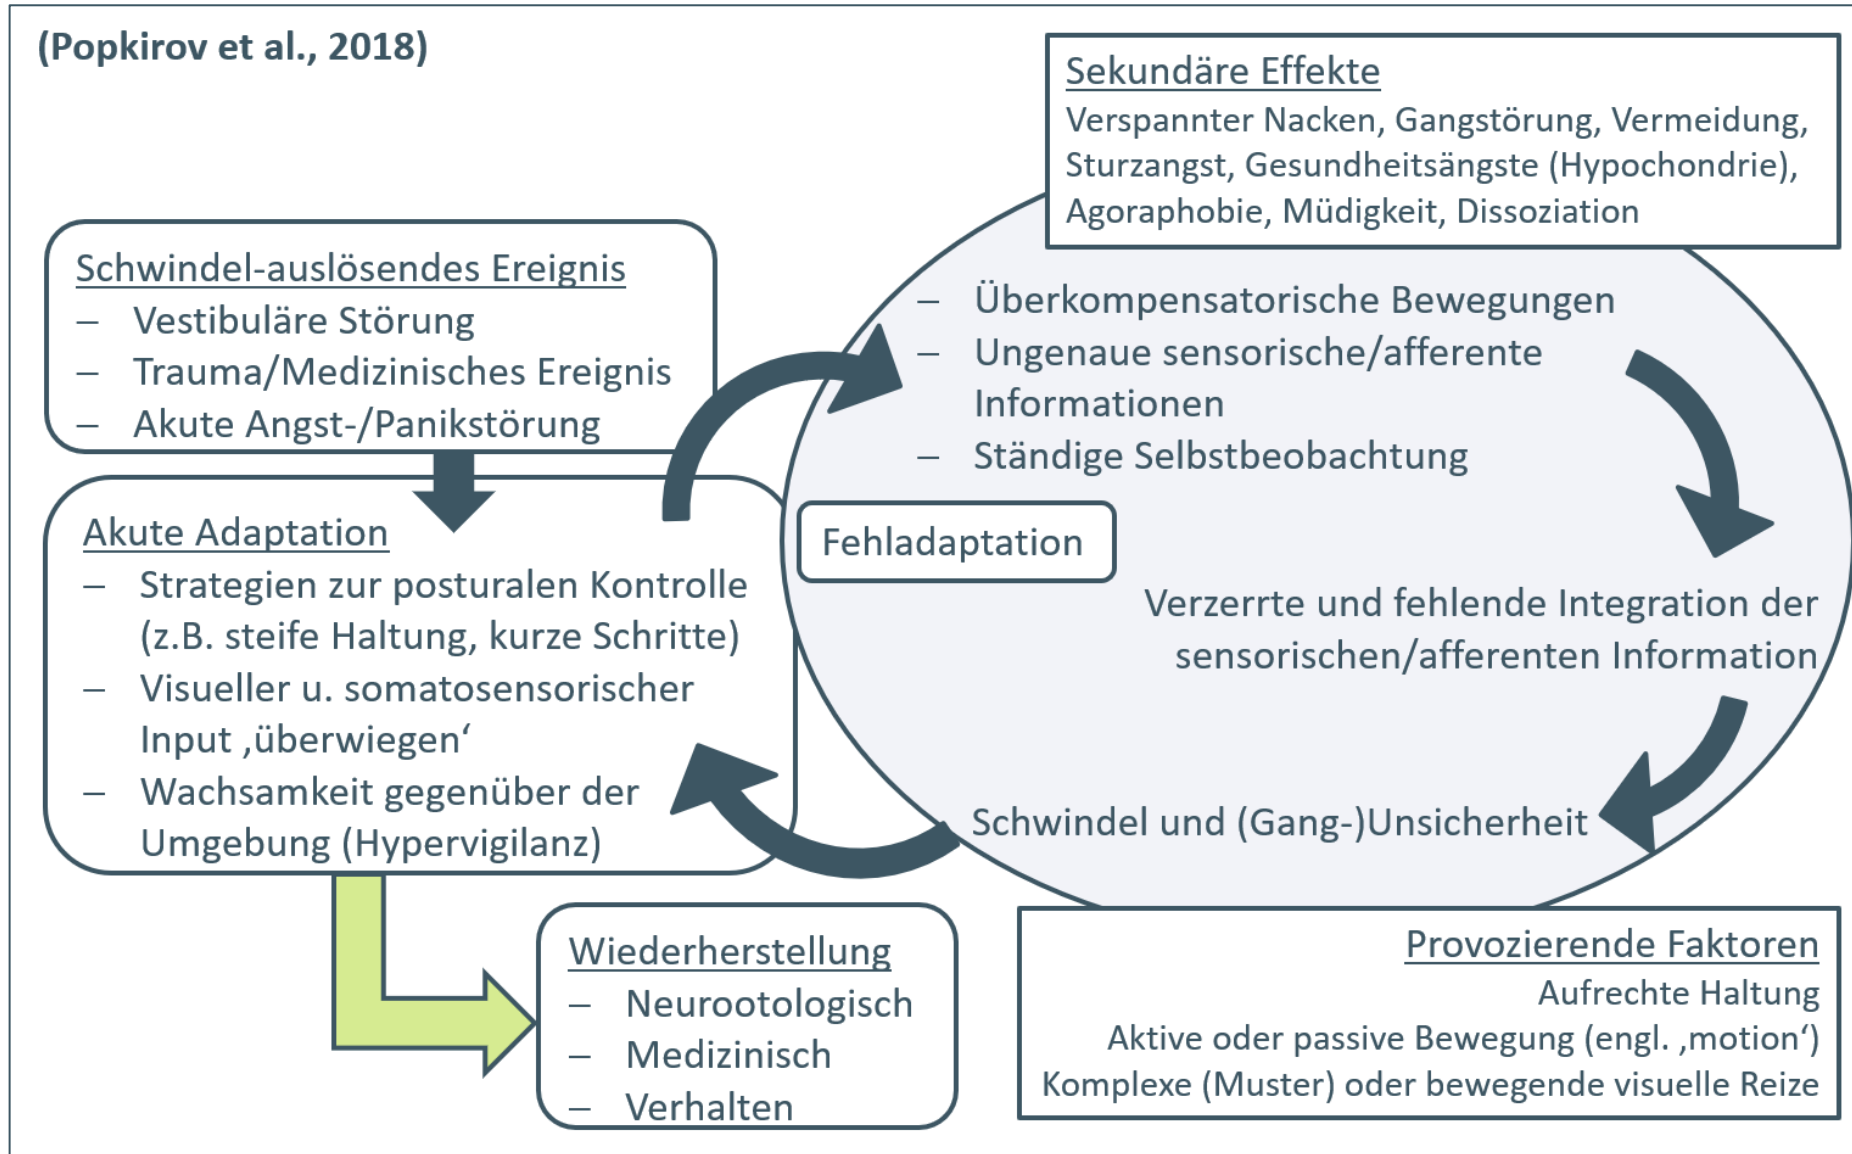 (Popkirov et al., 2018)
Sekundäre Effekte
Verspannter Nacken, Gangstörung, Vermeidung,
Sturzangst, Gesundheitsängste (Hypochondrie),
Agoraphobie, Müdigkeit, Dissoziation
Schwindel-auslösendes Ereignis
– Vestibuläre Störung
– Trauma/Medizinisches Ereignis
– Akute Angst-/Panikstörung
Akute Adaptation
– Strategien zur posturalen Kontrolle
(z.B. steife Haltung, kurze Schritte)
– Visueller u. somatosensorischer
Input ‚überwiegen‘
– Wachsamkeit gegenüber der
Umgebung (Hypervigilanz)
– Überkompensatorische Bewegungen
– Ungenaue sensorische/afferente
Informationen
– Ständige Selbstbeobachtung
Fehladaptation
Verzerrte und fehlende Integration der
sensorischen/afferenten Information
Schwindel und (Gang-)Unsicherheit
Wiederherstellung
– Neurootologisch
– Medizinisch
– Verhalten
Provozierende Faktoren
Aufrechte Haltung
Aktive oder passive Bewegung (engl. ‚motion‘)
Komplexe (Muster) oder bewegende visuelle Reize